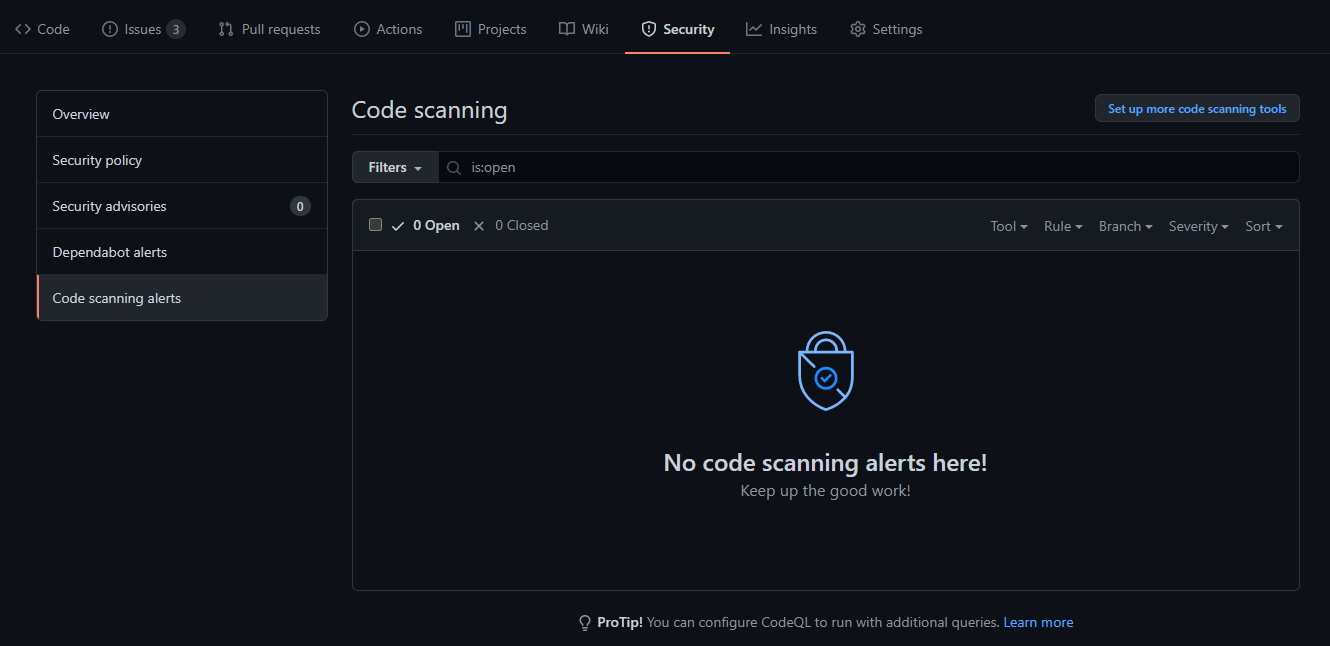 Code Issues 3 Pull requests Actions Projects Wiki Security Insights Settings
Overview
Security policy
Security advisories 0
Dependabot alerts
Code scanning alerts
Code scanning Set up more code scanning tools
Filters is:open
0 Open 0 Closed Tool Rule Branch Severity Sort
No code scanning alerts here!
Keep up the good work!
ProTip! You can configure CodeQL to run with additional queries. Learn more